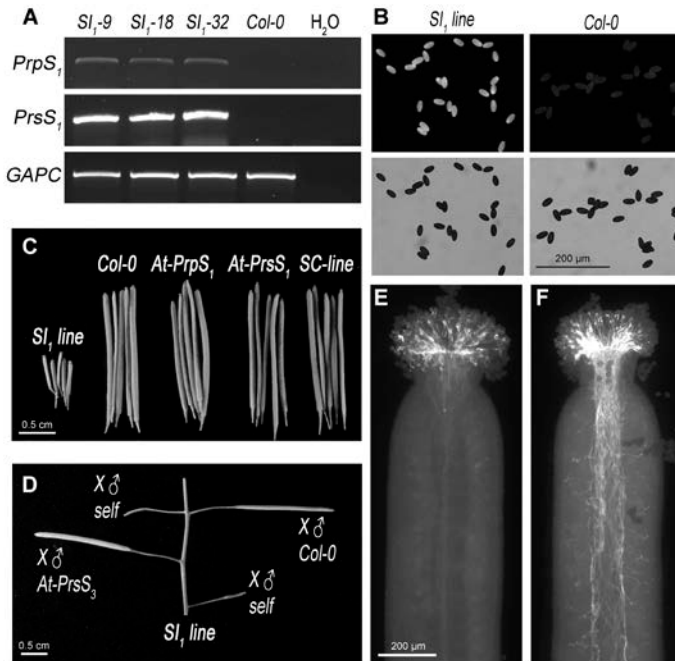 A
SI₁-9 SI₁-18 SI₁-32 Col-0 H₂O
PrpS₁
PrsS₁
GAPC
B
SI₁ line Col-0
200 µm
C
SI₁ line
Col-0 At-PrpS₁ At-PrsS₁ SC-line
0.5 cm
D
X ♂
self
X ♂
Col-0
X ♂
At-PrsS₃
X ♂
self
SI₁ line
0.5 cm
E
200 µm
F